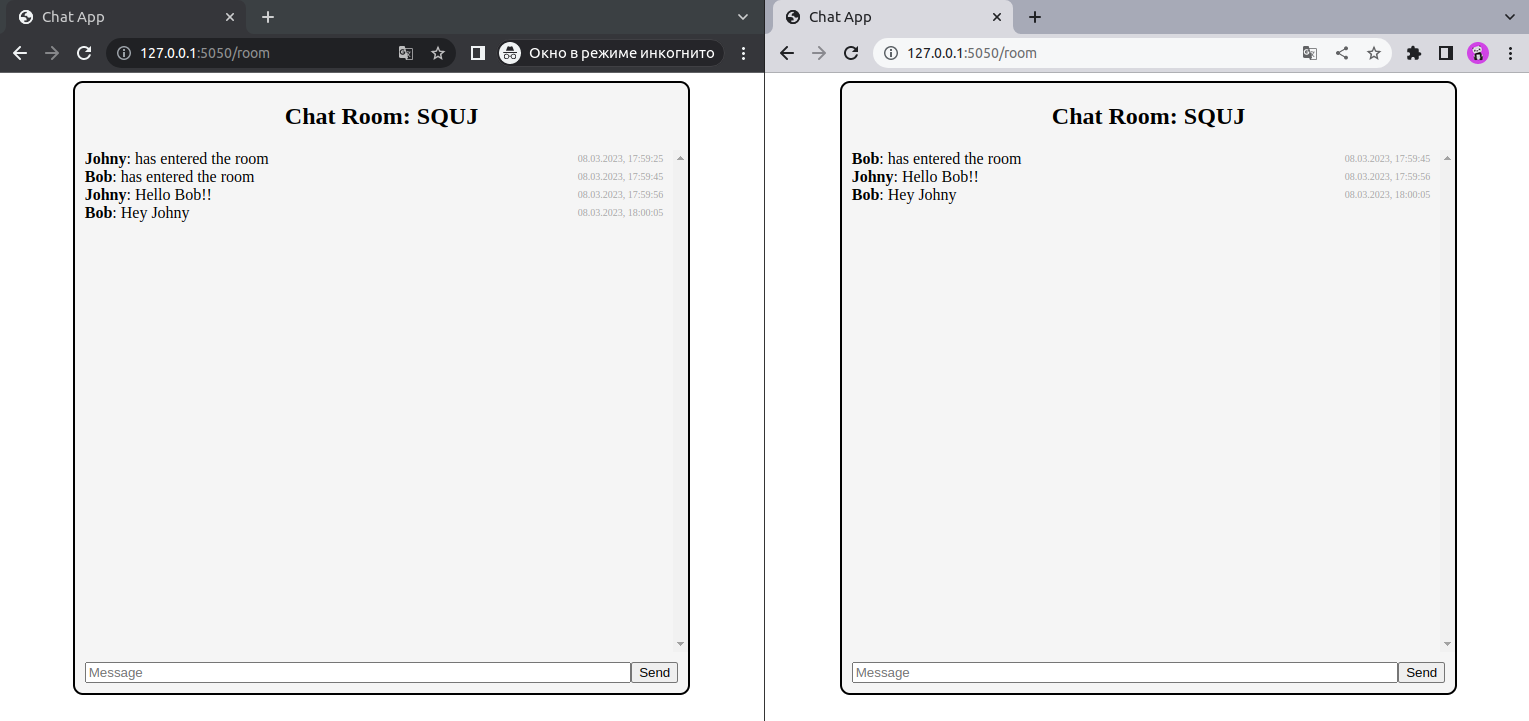 Chat App
127.0.0.1:5050/room
Окно в режиме инкогнито
Chat Room: SQUJ
Johny: has entered the room 08.03.2023, 17:59:25
Bob: has entered the room 08.03.2023, 17:59:45
Johny: Hello Bob!! 08.03.2023, 17:59:56
Bob: Hey Johny 08.03.2023, 18:00:05
Message
Send
Chat App
127.0.0.1:5050/room
Chat Room: SQUJ
Bob: has entered the room 08.03.2023, 17:59:45
Johny: Hello Bob!! 08.03.2023, 17:59:56
Bob: Hey Johny 08.03.2023, 18:00:05
Message
Send